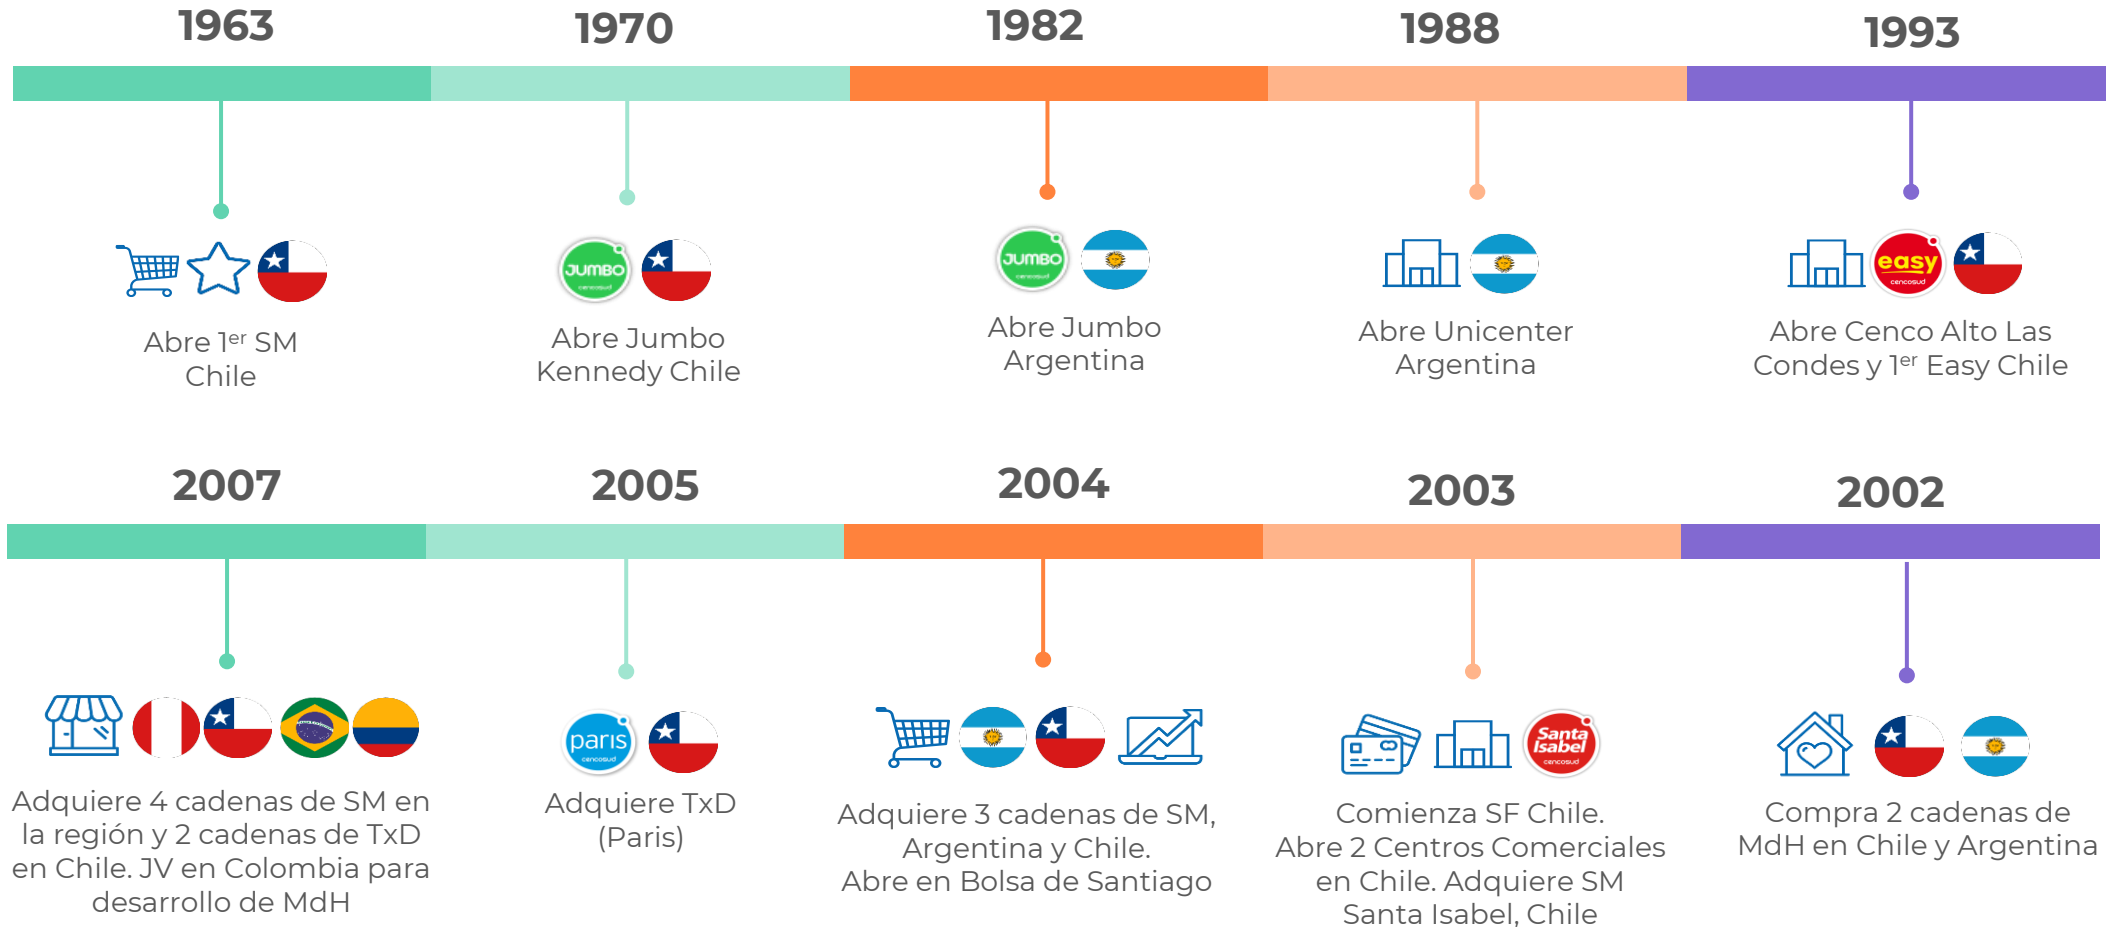 1963
1970
1982
1988
1993
JUMBO
cencosud
JUMBO
cencosud
easy
cencosud
Abre 1er SM
Chile
Abre Jumbo
Kennedy Chile
Abre Jumbo
Argentina
Abre Unicenter
Argentina
Abre Cenco Alto Las
Condes y 1er Easy Chile
2007
2005
2004
2003
2002
paris
cencosud
Santa
Isabel
cencosud
Adquiere 4 cadenas de SM en
la región y 2 cadenas de TxD
en Chile. JV en Colombia para
desarrollo de MdH
Adquiere TxD
(Paris)
Adquiere 3 cadenas de SM,
Argentina y Chile.
Abre en Bolsa de Santiago
Comienza SF Chile.
Abre 2 Centros Comerciales
en Chile. Adquiere SM
Santa Isabel, Chile
Compra 2 cadenas de
MdH en Chile y Argentina